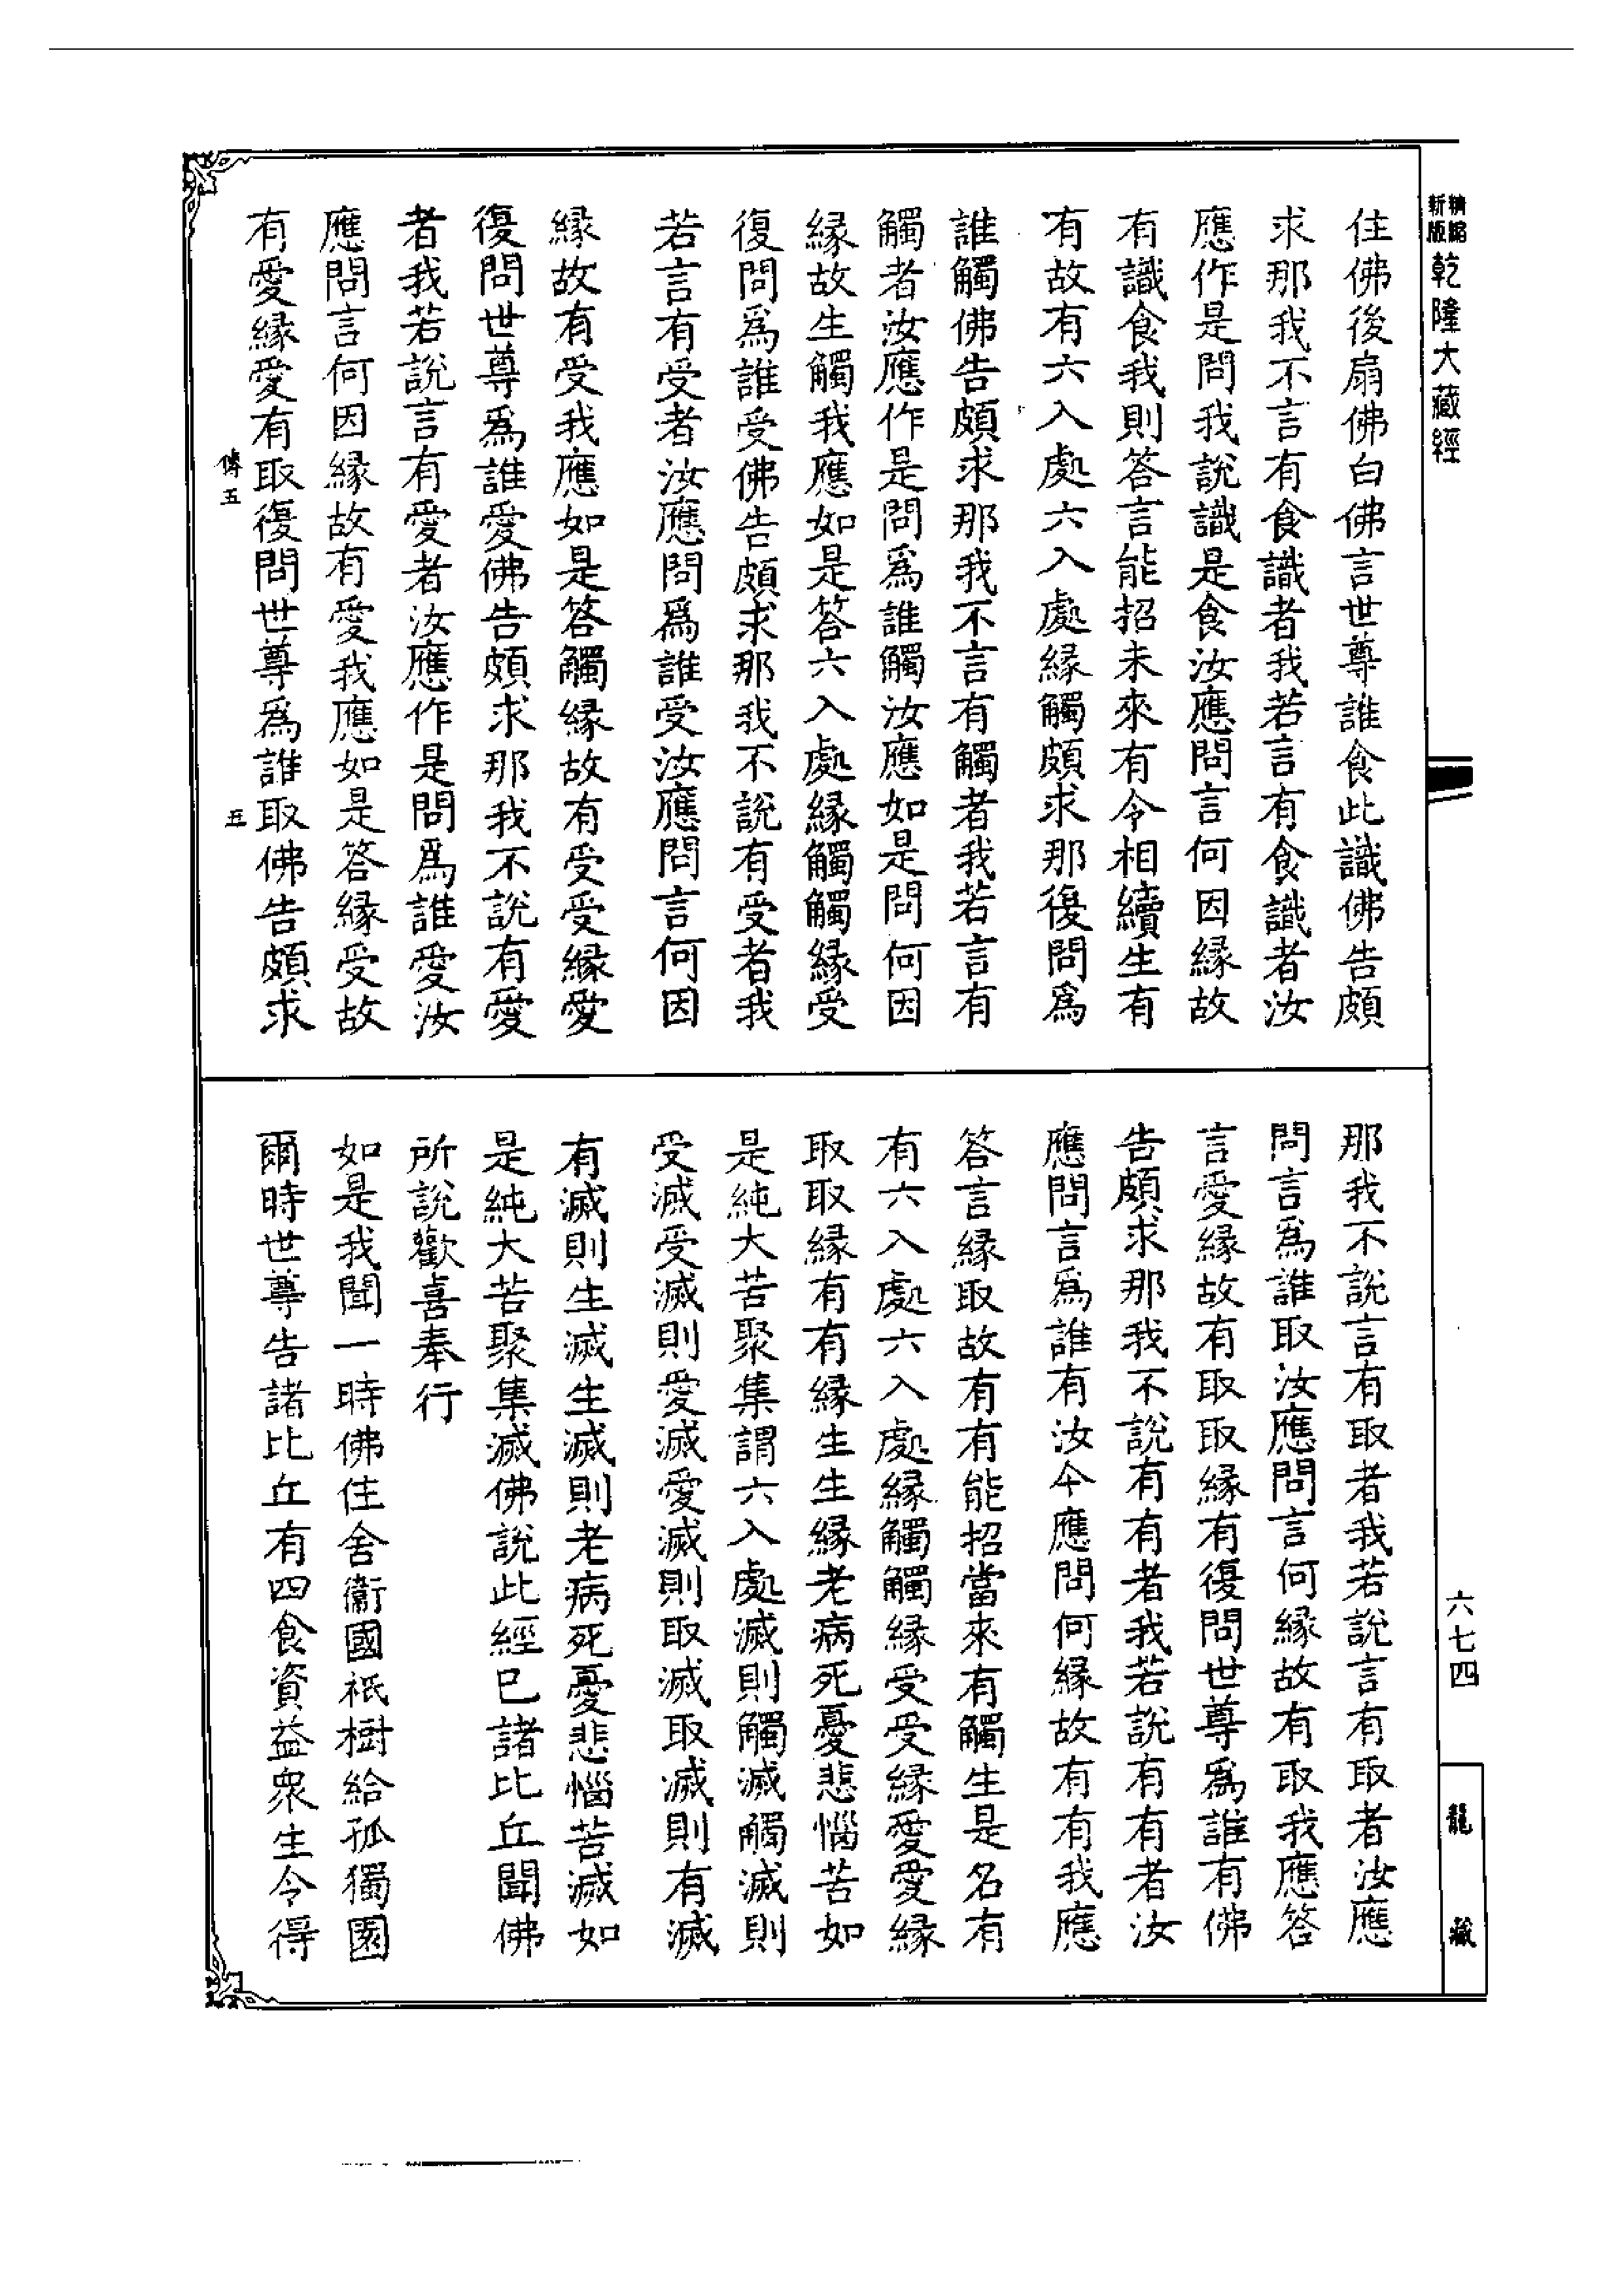 精縮新版乾隆大藏經
住佛後扇佛白佛言世尊誰食此識佛告頗
求那我不言有食識者我若言有食識者汝
應作是問我說識是食汝應問言何因緣故
有識食我則答言能招未來有令相續生有
有故有六入處六入處緣觸頗求那復問為
誰觸佛告頗求那我不言有觸者我若言有
觸者汝應作是問為誰觸汝應如是問何因
緣故生觸我應如是答六入處緣觸觸緣受
復問為誰受佛告頗求那我不說有受者我
若言有受者汝應問為誰受汝應問言何因
緣故有受我應如是答觸緣故有受受緣愛
復問世尊為誰愛佛告頗求那我不說有愛
者我若說言有愛者汝應作是問為誰愛汝
應問言何因緣故有愛我應如是答緣受故
有愛緣愛有取復問世尊為誰取佛告頗求
傅五
五
那我不說言有取者我若說言有取者汝應
問言為誰取汝應問言何緣故有取我應答
言愛緣故有取取緣有復問世尊為誰有佛
告頗求那我不說有有者我若說有有者汝
應問言為誰有汝今應問何緣故有有我應
答言緣取故有有能招當來有觸生是名有
有六入處六入處緣觸觸緣受受緣愛愛緣
取取緣有有緣生生緣老病死憂悲惱苦如
是純大苦聚集謂六入處滅則觸滅觸滅則
受滅受滅則愛滅愛滅則取滅取滅則有滅
有滅則生滅生滅則老病死憂悲惱苦滅如
是純大苦聚集滅佛說此經已諸比丘聞佛
所說歡喜奉行
如是我聞一時佛住舍衛國祇樹給孤獨園
爾時世尊告諸比丘有四食資益眾生令得
六七四
龍藏